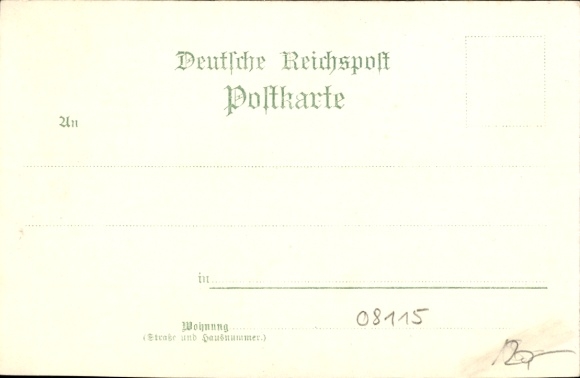 Deutsche Reichspost
Postkarte
An
in
Wohnung
(Straße und Hausnummer.)
08115